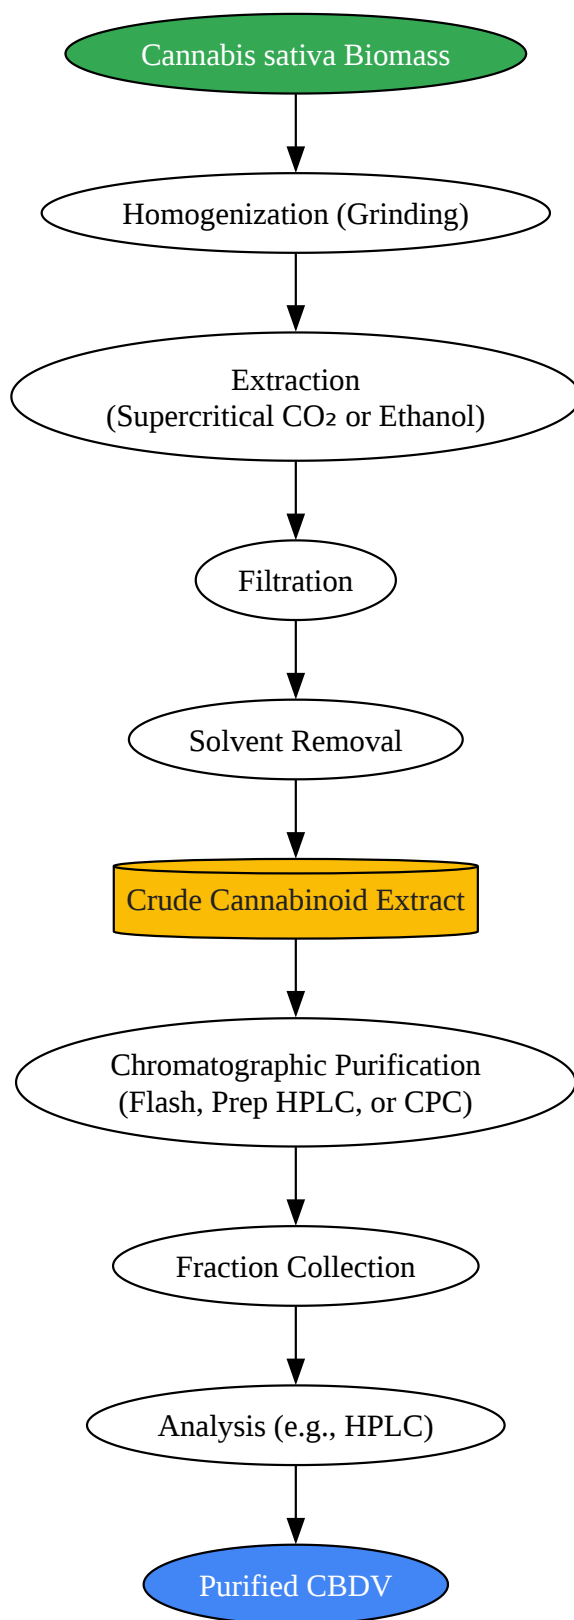 Cannabis sativa Biomass
Homogenization (Grinding)
Extraction
(Supercritical CO₂ or Ethanol)
Filtration
Solvent Removal
Crude Cannabinoid Extract
Chromatographic Purification
(Flash, Prep HPLC, or CPC)
Fraction Collection
Analysis (e.g., HPLC)
Purified CBDV